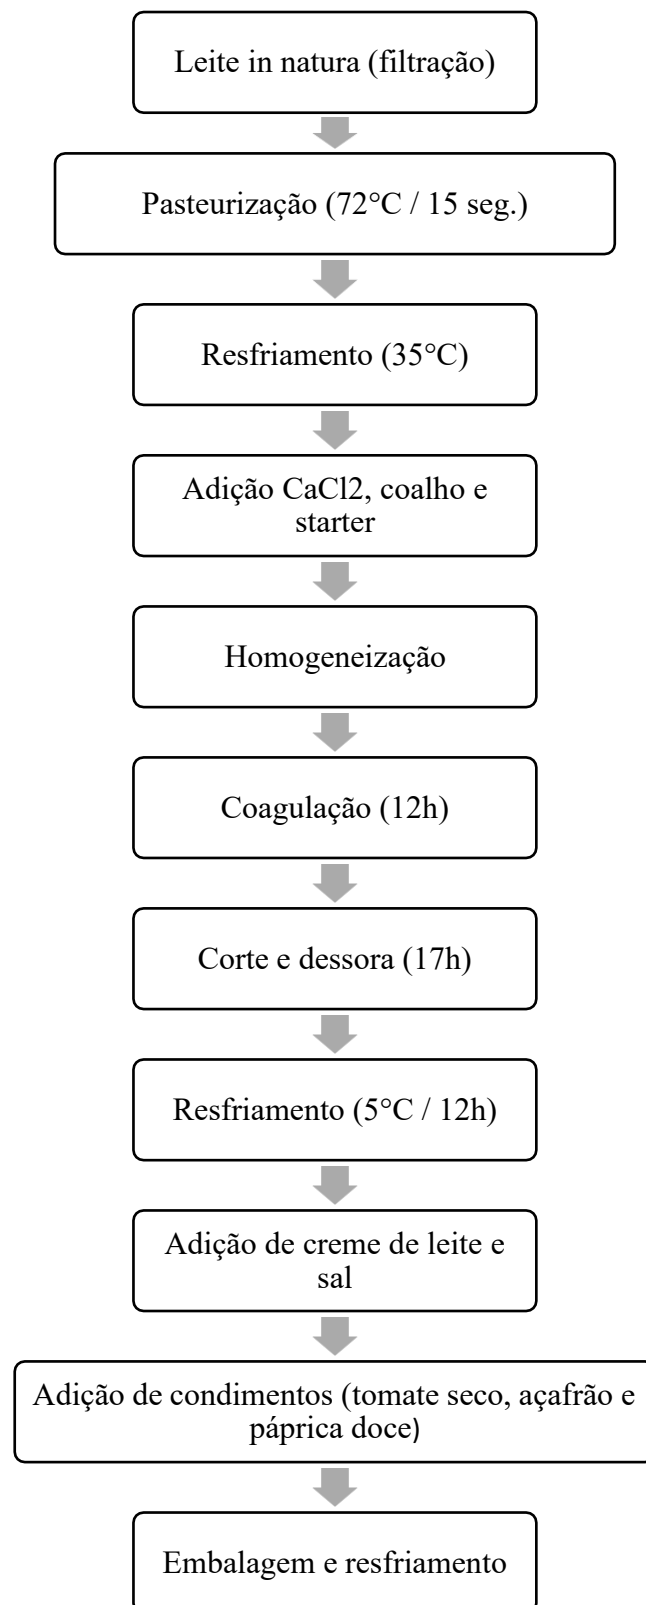 Leite in natura (filtração)
Pasteurização (72°C / 15 seg.)
Resfriamento (35°C)
Adição CaCl2, coalho e
starter
Homogeneização
Coagulação (12h)
Corte e dessora (17h)
Resfriamento (5°C / 12h)
Adição de creme de leite e
sal
Adição de condimentos (tomate seco, açafrão e
páprica doce)
Embalagem e resfriamento